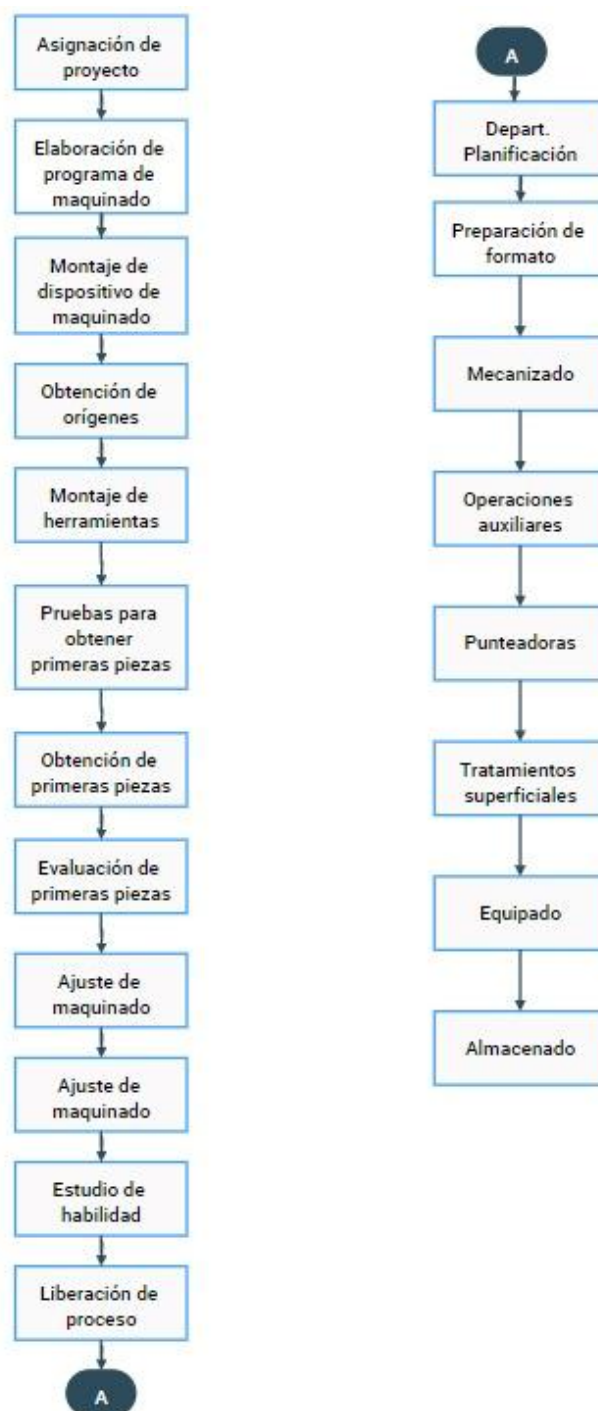 Asignación de
proyecto
Elaboración de
programa de
maquinado
Montaje de
dispositivo de
maquinado
Obtención de
orígenes
Montaje de
herramientas
Pruebas para
obtener
primeras piezas
Obtención de
primeras piezas
Evaluación de
primeras piezas
Ajuste de
maquinado
Ajuste de
maquinado
Estudio de
habilidad
Liberación de
proceso
A
A
Depart.
Planificación
Preparación de
formato
Mecanizado
Operaciones
auxiliares
Punteadoras
Tratamientos
superficiales
Equipado
Almacenado